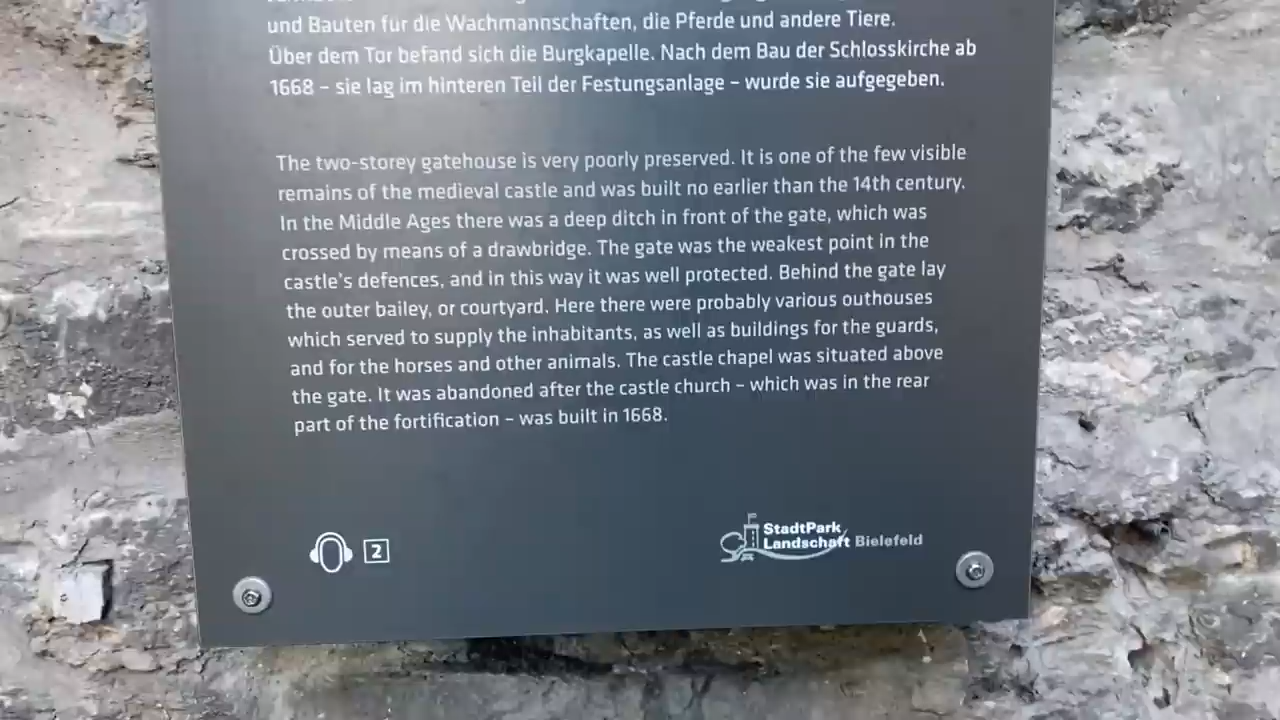 und Bauten für die Wachmannschaften, die Pferde und andere Tiere.
Über dem Tor befand sich die Burgkapelle. Nach dem Bau der Schlosskirche ab
1668 – sie lag im hinteren Teil der Festungsanlage – wurde sie aufgegeben.
The two-storey gatehouse is very poorly preserved. It is one of the few visible
remains of the medieval castle and was built no earlier than the 14th century.
In the Middle Ages there was a deep ditch in front of the gate, which was
crossed by means of a drawbridge. The gate was the weakest point in the
castle's defences, and in this way it was well protected. Behind the gate lay
the outer bailey, or courtyard. Here there were probably various outhouses
which served to supply the inhabitants, as well as buildings for the guards,
and for the horses and other animals. The castle chapel was situated above
the gate. It was abandoned after the castle church – which was in the rear
part of the fortification – was built in 1668.
2
StadtPark
Landschaft Bielefeld